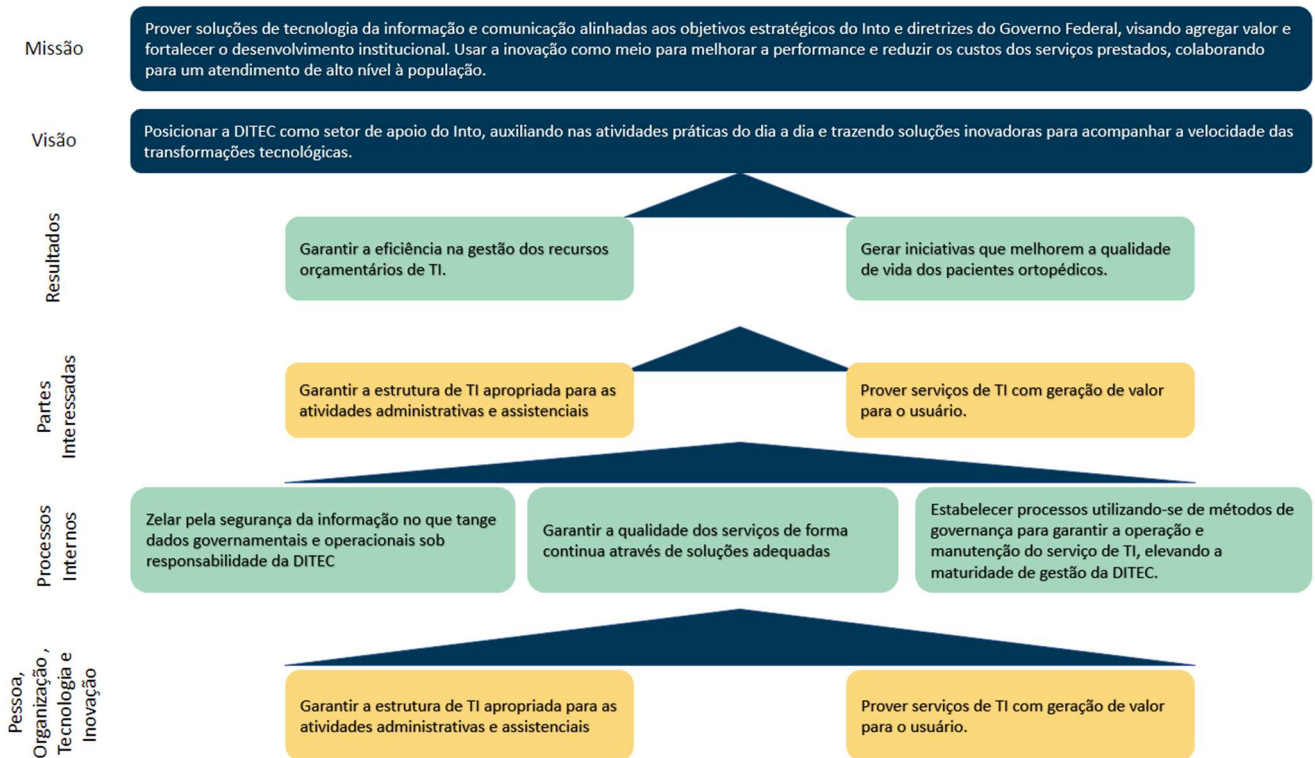 Missão
Prover soluções de tecnologia da informação e comunicação alinhadas aos objetivos estratégicos do Into e diretrizes do Governo Federal, visando agregar valor e
fortalecer o desenvolvimento institucional. Usar a inovação como meio para melhorar a performance e reduzir os custos dos serviços prestados, colaborando
para um atendimento de alto nível à população.
Visão
Posicionar a DITEC como setor de apoio do Into, auxiliando nas atividades práticas do dia a dia e trazendo soluções inovadoras para acompanhar a velocidade das
transformações tecnológicas.
Resultados
Garantir a eficiência na gestão dos recursos
orçamentários de TI.
Gerar iniciativas que melhorem a qualidade
de vida dos pacientes ortopédicos.
Partes
Interessadas
Garantir a estrutura de TI apropriada para as
atividades administrativas e assistenciais
Prover serviços de TI com geração de valor
para o usuário.
Processos
Internos
Zelar pela segurança da informação no que tange
dados governamentais e operacionais sob
responsabilidade da DITEC
Garantir a qualidade dos serviços de forma
continua através de soluções adequadas
Estabelecer processos utilizando-se de métodos de
governança para garantir a operação e
manutenção do serviço de TI, elevando a
maturidade de gestão da DITEC.
Pessoa,
Organização ,
Tecnologia e
Inovação
Garantir a estrutura de TI apropriada para as
atividades administrativas e assistenciais
Prover serviços de TI com geração de valor
para o usuário.